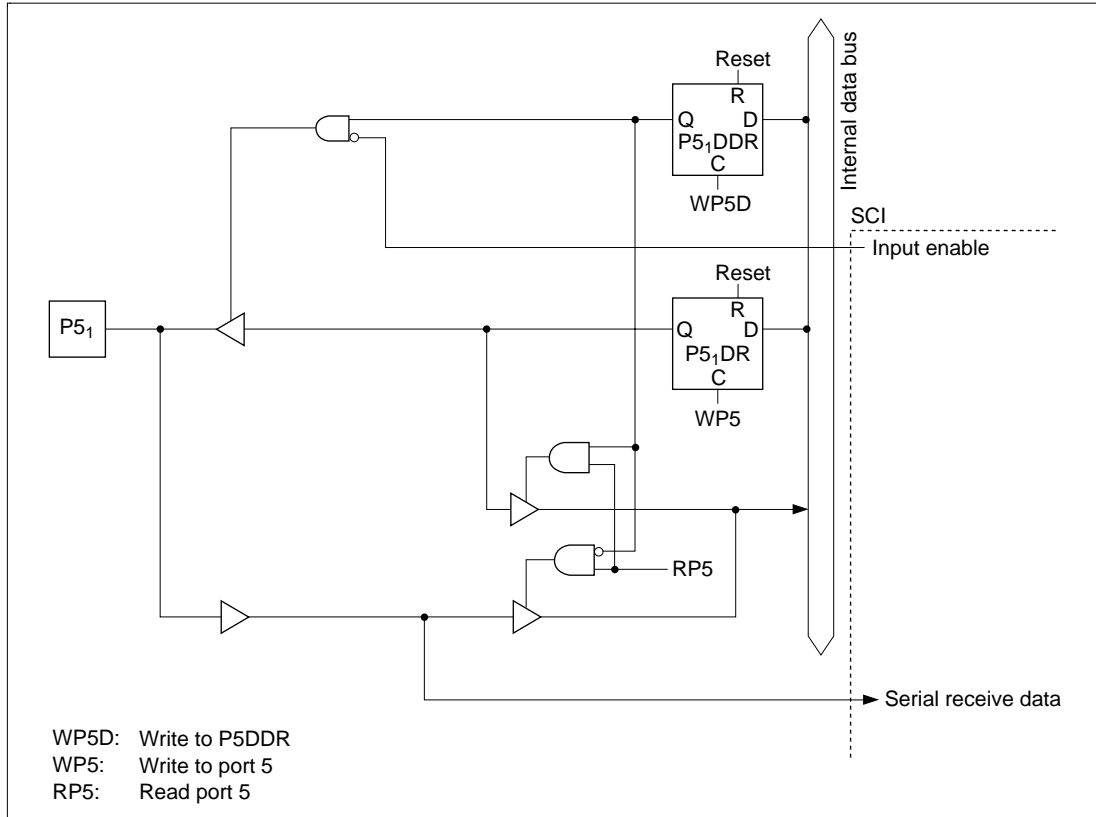 Reset
R
Q D
P5₁DDR
C
WP5D
Internal data bus
SCI
Input enable
Reset
R
P5₁
Q D
P5₁DR
C
WP5
RP5
Serial receive data
WP5D: Write to P5DDR
WP5: Write to port 5
RP5: Read port 5